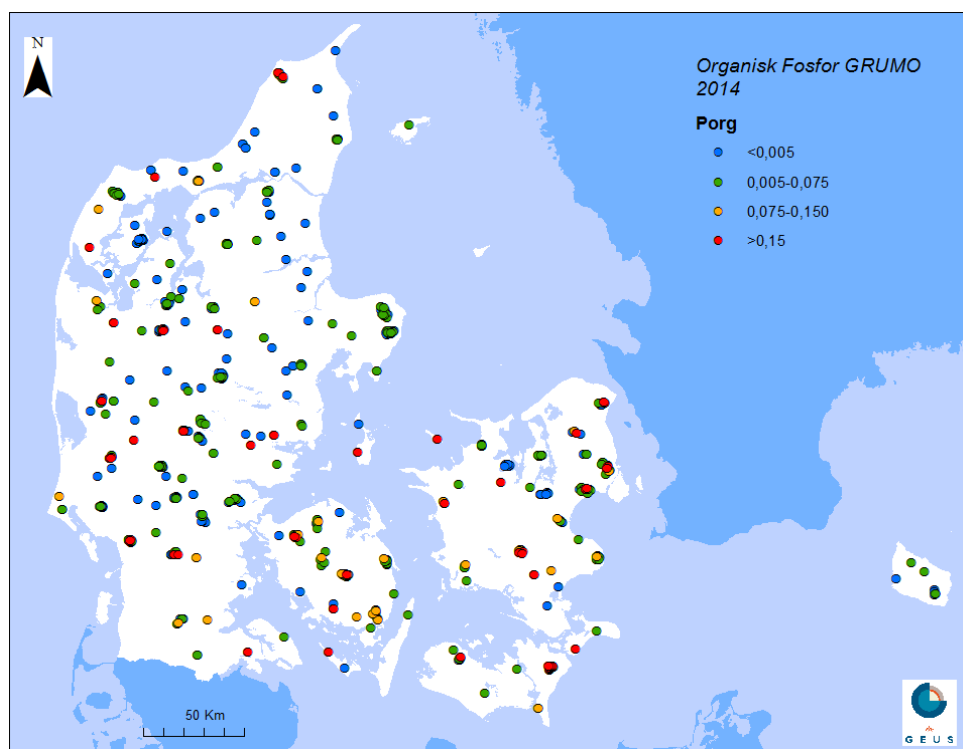 N
Organisk Fosfor GRUMO
2014
Porg
<0,005
0,005-0,075
0,075-0,150
>0,15
50 Km
G E U S